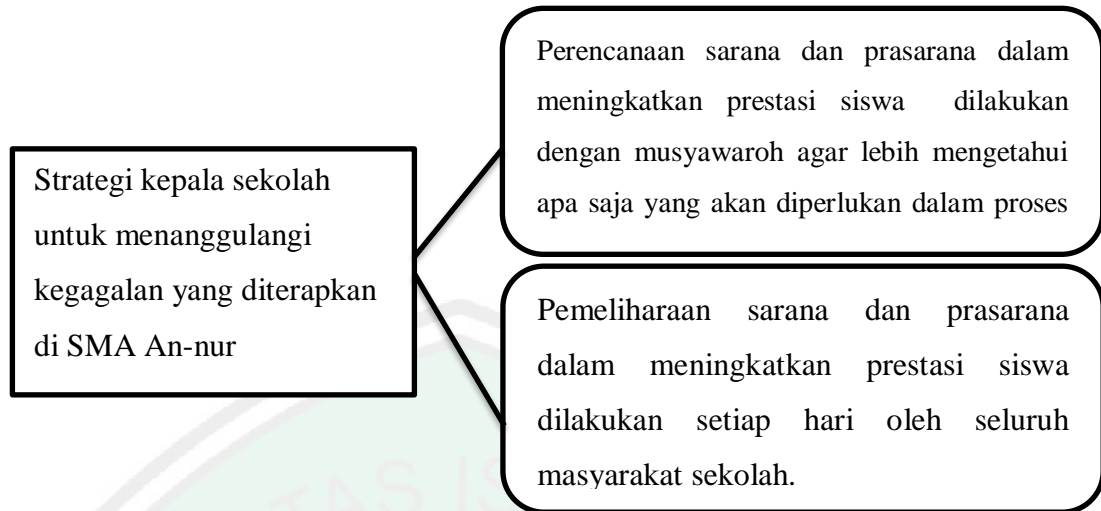 Strategi kepala sekolah
untuk menanggulangi
kegagalan yang diterapkan
di SMA An-nur
Perencanaan sarana dan prasarana dalam
meningkatkan prestasi siswa dilakukan
dengan musyawaroh agar lebih mengetahui
apa saja yang akan diperlukan dalam proses
Pemeliharaan sarana dan prasarana
dalam meningkatkan prestasi siswa
dilakukan setiap hari oleh seluruh
masyarakat sekolah.